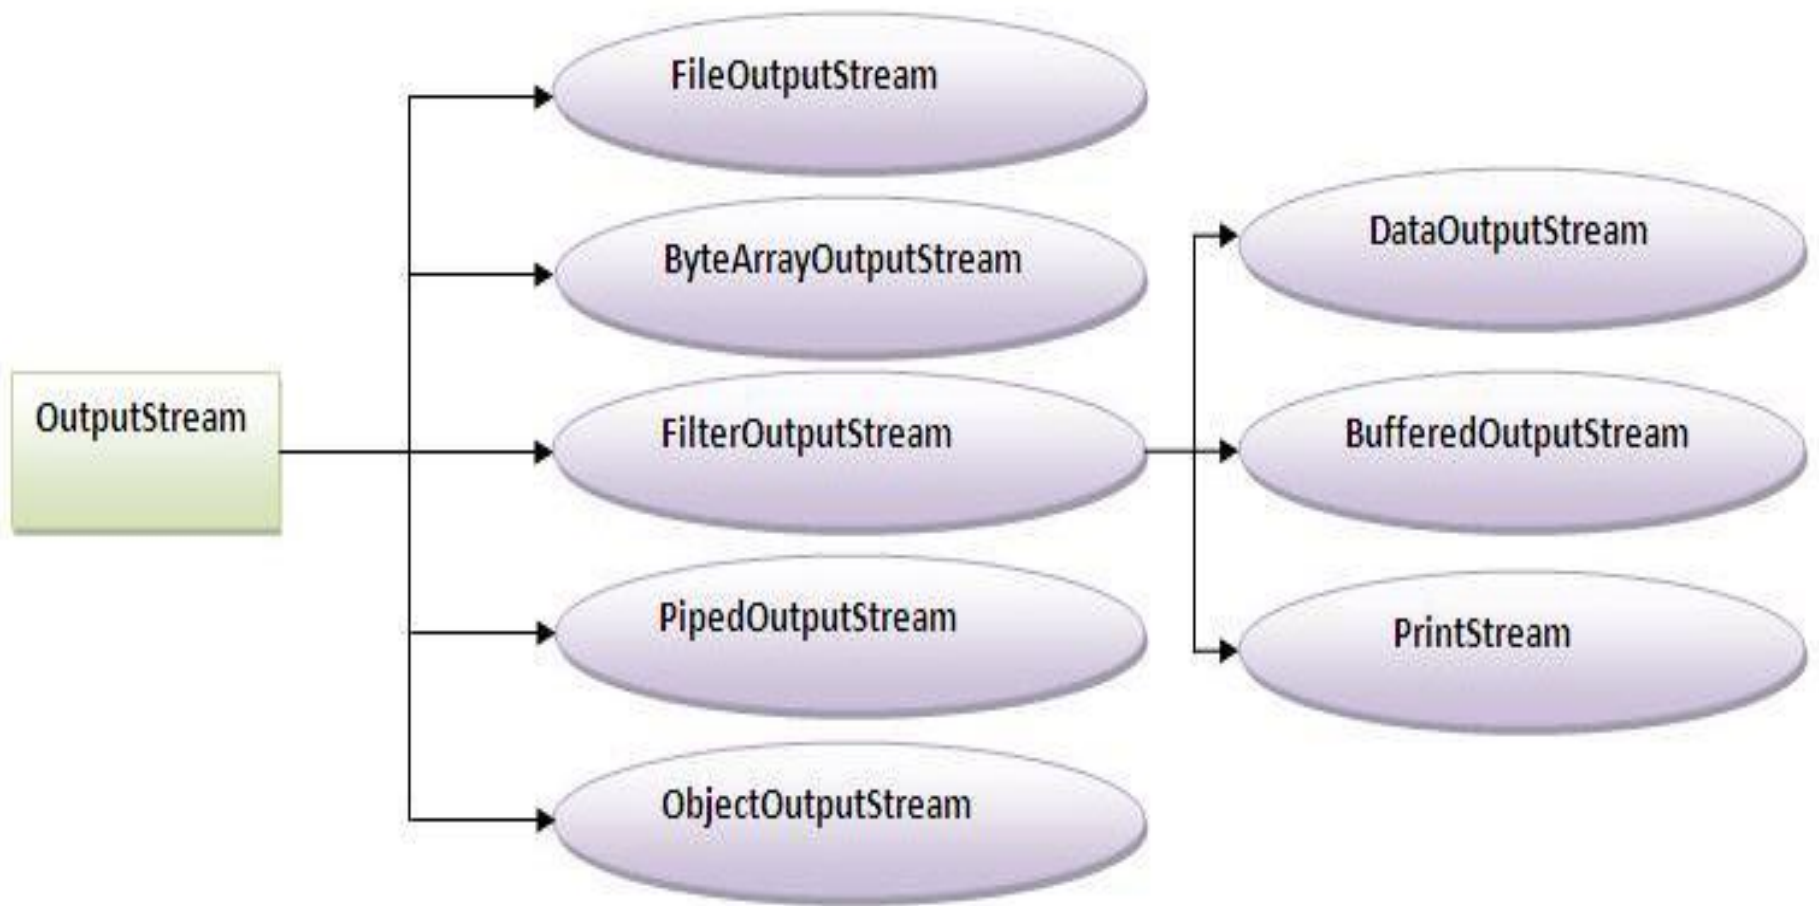 FileOutputStream
ByteArrayOutputStream
DataOutputStream
OutputStream
FilterOutputStream
BufferedOutputStream
PipedOutputStream
PrintStream
ObjectOutputStream